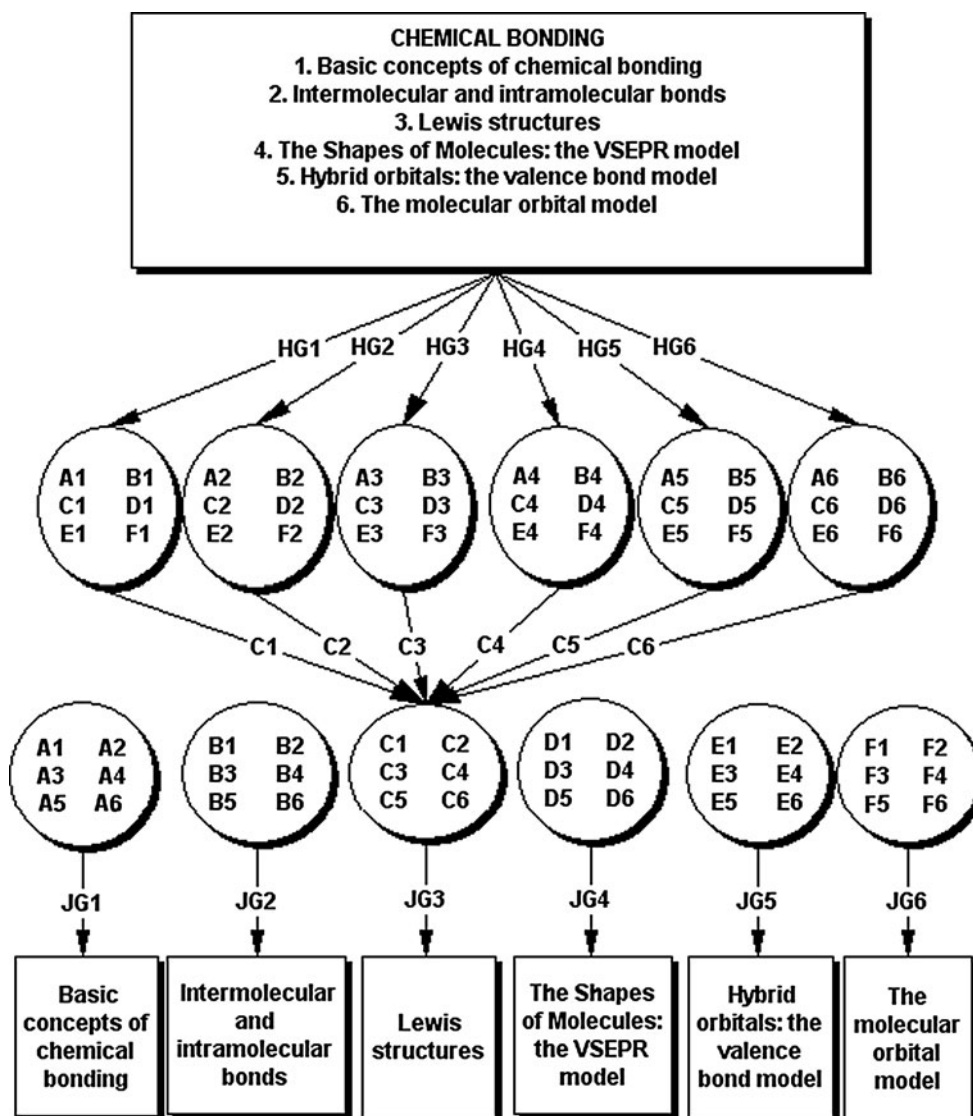 CHEMICAL BONDING
1. Basic concepts of chemical bonding
2. Intermolecular and intramolecular bonds
3. Lewis structures
4. The Shapes of Molecules: the VSEPR model
5. Hybrid orbitals: the valence bond model
6. The molecular orbital model
HG1 HG2 HG3 HG4 HG5 HG6
A1 B1 A2 B2 A3 B3 A4 B4 A5 B5 A6 B6
C1 D1 C2 D2 C3 D3 C4 D4 C5 D5 C6 D6
E1 F1 E2 F2 E3 F3 E4 F4 E5 F5 E6 F6
C1 C2 C3 C4 C5 C6
A1 A2 B1 B2 C1 C2 D1 D2 E1 E2 F1 F2
A3 A4 B3 B4 C3 C4 D3 D4 E3 E4 F3 F4
A5 A6 B5 B6 C5 C6 D5 D6 E5 E6 F5 F6
JG1 JG2 JG3 JG4 JG5 JG6
Basic
concepts of
chemical
bonding
Intermolecular
and
intramolecular
bonds
Lewis
structures
The Shapes
of Molecules:
the VSEPR
model
Hybrid
orbitals: the
valence
bond model
The
molecular
orbital
model